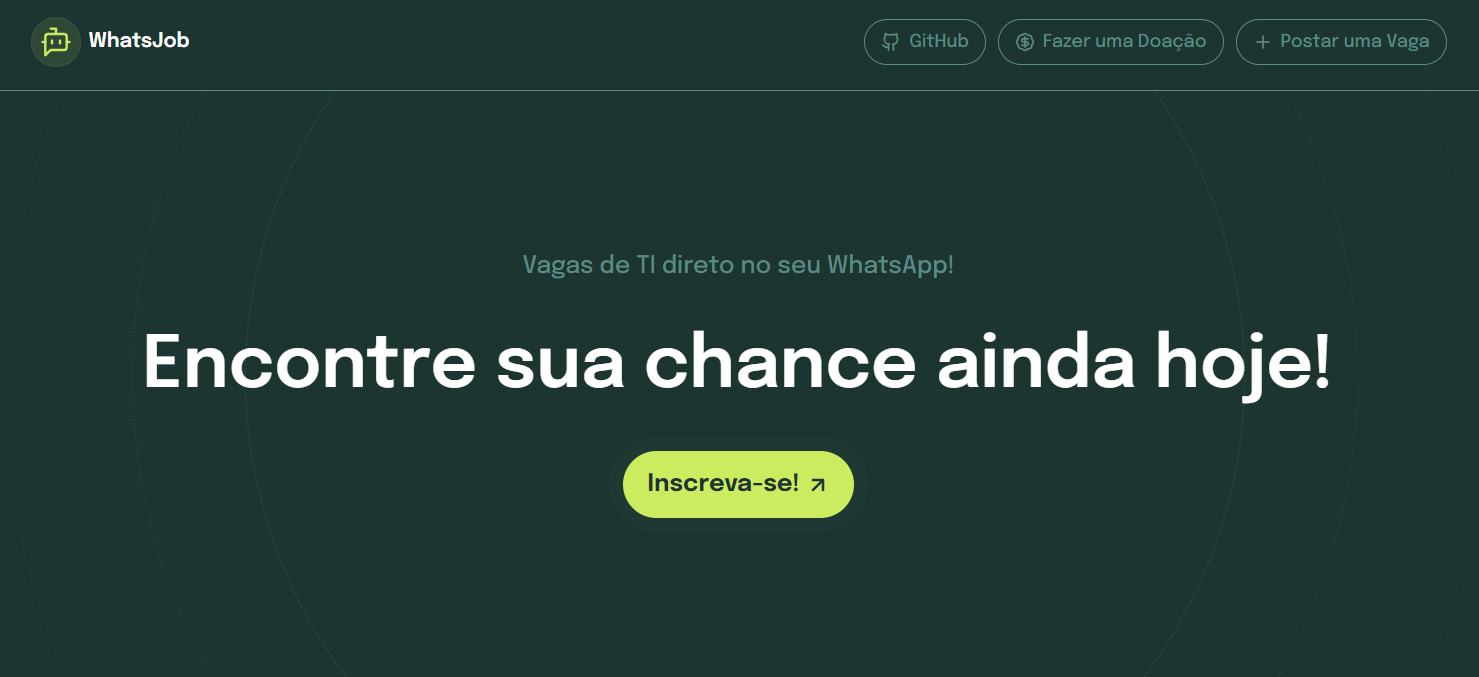 WhatsJob
GitHub
Fazer uma Doação
Postar uma Vaga
Vagas de TI direto no seu WhatsApp!
Encontre sua chance ainda hoje!
Inscreva-se!